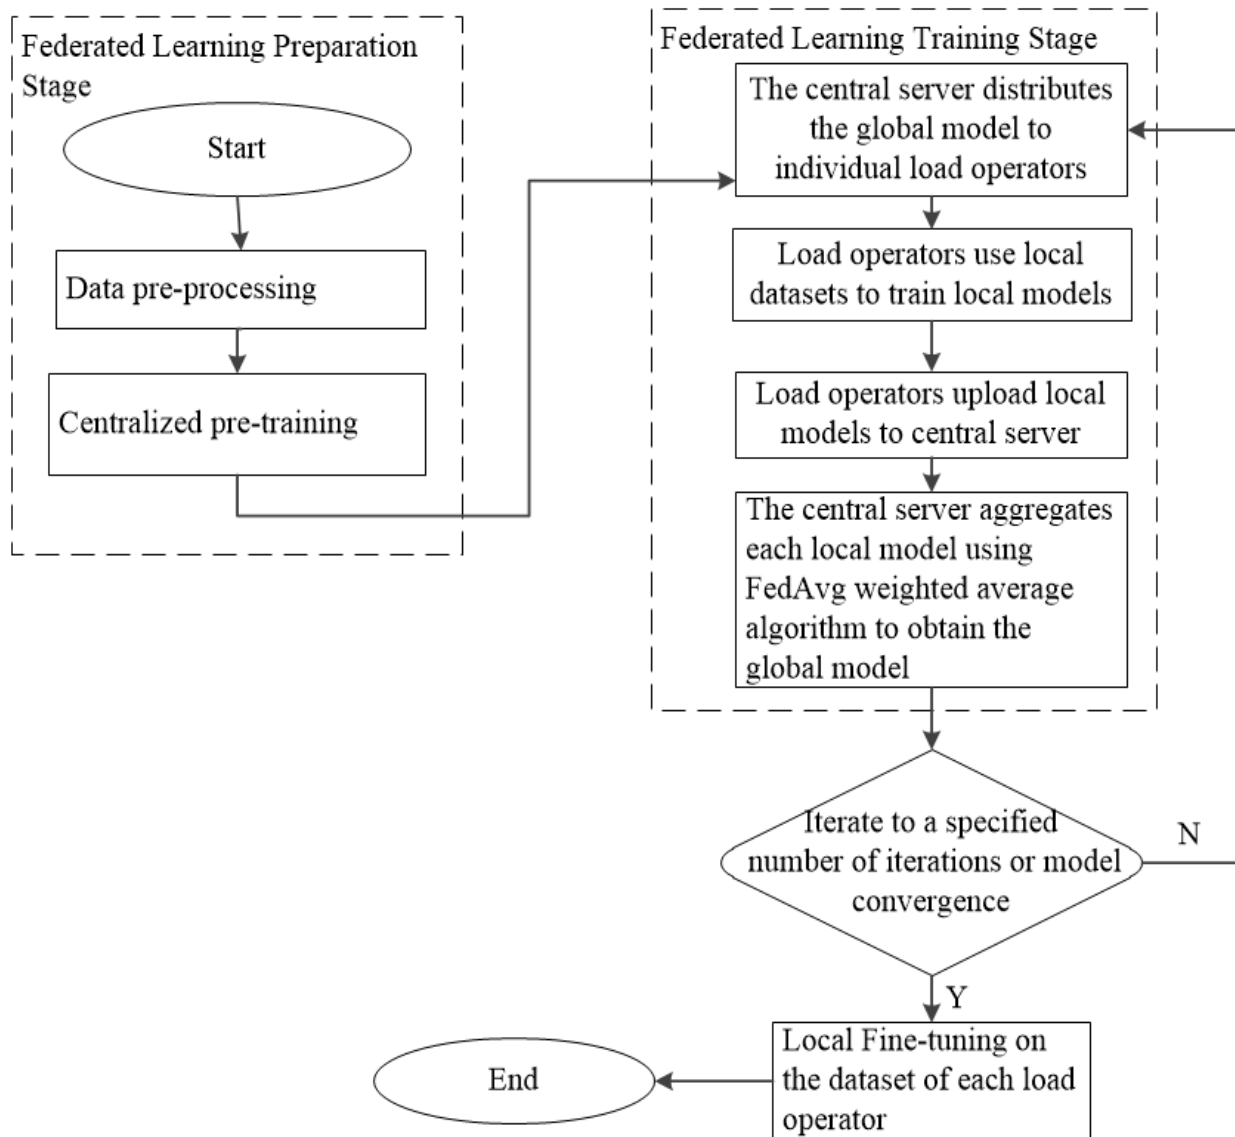 Federated Learning Preparation
Stage
Start
Data pre-processing
Centralized pre-training
Federated Learning Training Stage
The central server distributes
the global model to
individual load operators
Load operators use local
datasets to train local models
Load operators upload local
models to central server
The central server aggregates
each local model using
FedAvg weighted average
algorithm to obtain the
global model
Iterate to a specified
number of iterations or model
convergence
N
Y
Local Fine-tuning on
the dataset of each load
operator
End